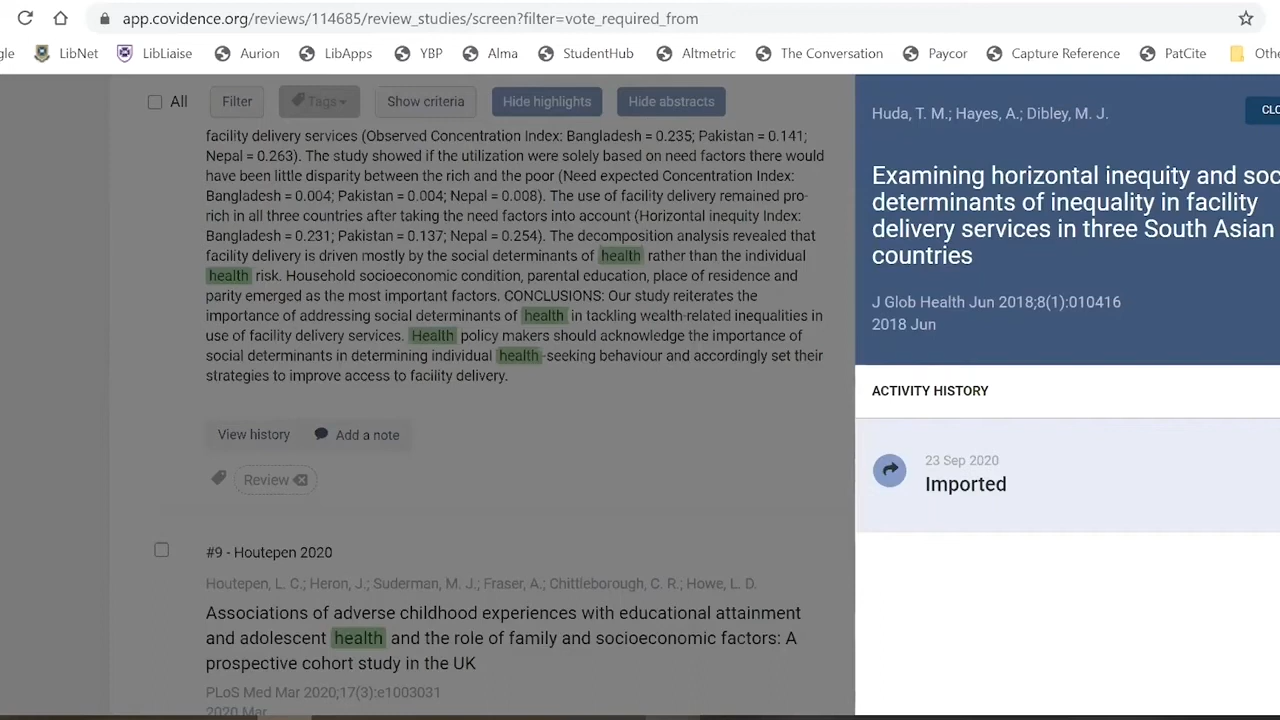 app.covidence.org/reviews/114685/review_studies/screen?filter=vote_required_from
gle LibNet LibLiaise Aurion LibApps YBP Alma StudentHub Altmetric The Conversation Paycor Capture Reference PatCite Othe
All Filter Tags Show criteria Hide highlights Hide abstracts
facility delivery services (Observed Concentration Index: Bangladesh = 0.235; Pakistan = 0.141;
Nepal = 0.263). The study showed if the utilization were solely based on need factors there would
have been little disparity between the rich and the poor (Need expected Concentration Index:
Bangladesh = 0.004; Pakistan = 0.004; Nepal = 0.008). The use of facility delivery remained pro-
rich in all three countries after taking the need factors into account (Horizontal inequity Index:
Bangladesh = 0.231; Pakistan = 0.137; Nepal = 0.254). The decomposition analysis revealed that
facility delivery is driven mostly by the social determinants of health rather than the individual
health risk. Household socioeconomic condition, parental education, place of residence and
parity emerged as the most important factors. CONCLUSIONS: Our study reiterates the
importance of addressing social determinants of health in tackling wealth-related inequalities in
use of facility delivery services. Health policy makers should acknowledge the importance of
social determinants in determining individual health-seeking behaviour and accordingly set their
strategies to improve access to facility delivery.
View history Add a note
Review
#9 - Houtepen 2020
Houtepen, L. C.; Heron, J.; Suderman, M. J.; Fraser, A.; Chittleborough, C. R.; Howe, L. D.
Associations of adverse childhood experiences with educational attainment
and adolescent health and the role of family and socioeconomic factors: A
prospective cohort study in the UK
PLoS Med Mar 2020;17(3):e1003031
2020 Mar
Huda, T. M.; Hayes, A.; Dibley, M. J.
CLO
Examining horizontal inequity and soc
determinants of inequality in facility
delivery services in three South Asian
countries
J Glob Health Jun 2018;8(1):010416
2018 Jun
ACTIVITY HISTORY
23 Sep 2020
Imported